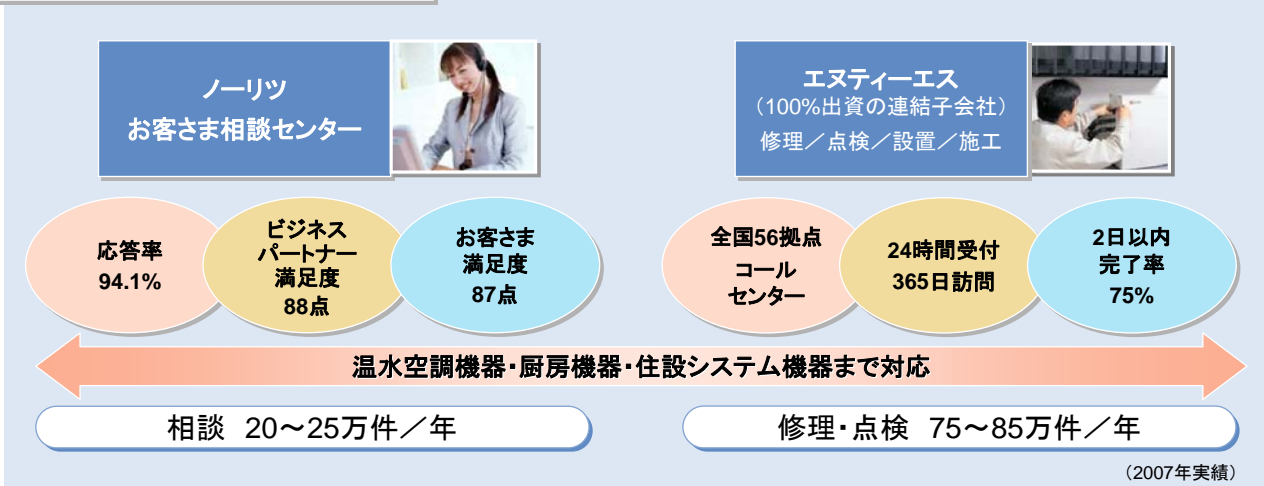 ノーリツ
お客さま相談センター
エヌティーエス
（100%出資の連結子会社）
修理／点検／設置／施工
応答率
94.1%
ビジネス
パートナー
満足度
88点
お客さま
満足度
87点
全国56拠点
コール
センター
24時間受付
365日訪問
2日以内
完了率
75%
温水空調機器・厨房機器・住設システム機器まで対応
相談　20～25万件／年
修理・点検　75～85万件／年
（2007年実績）